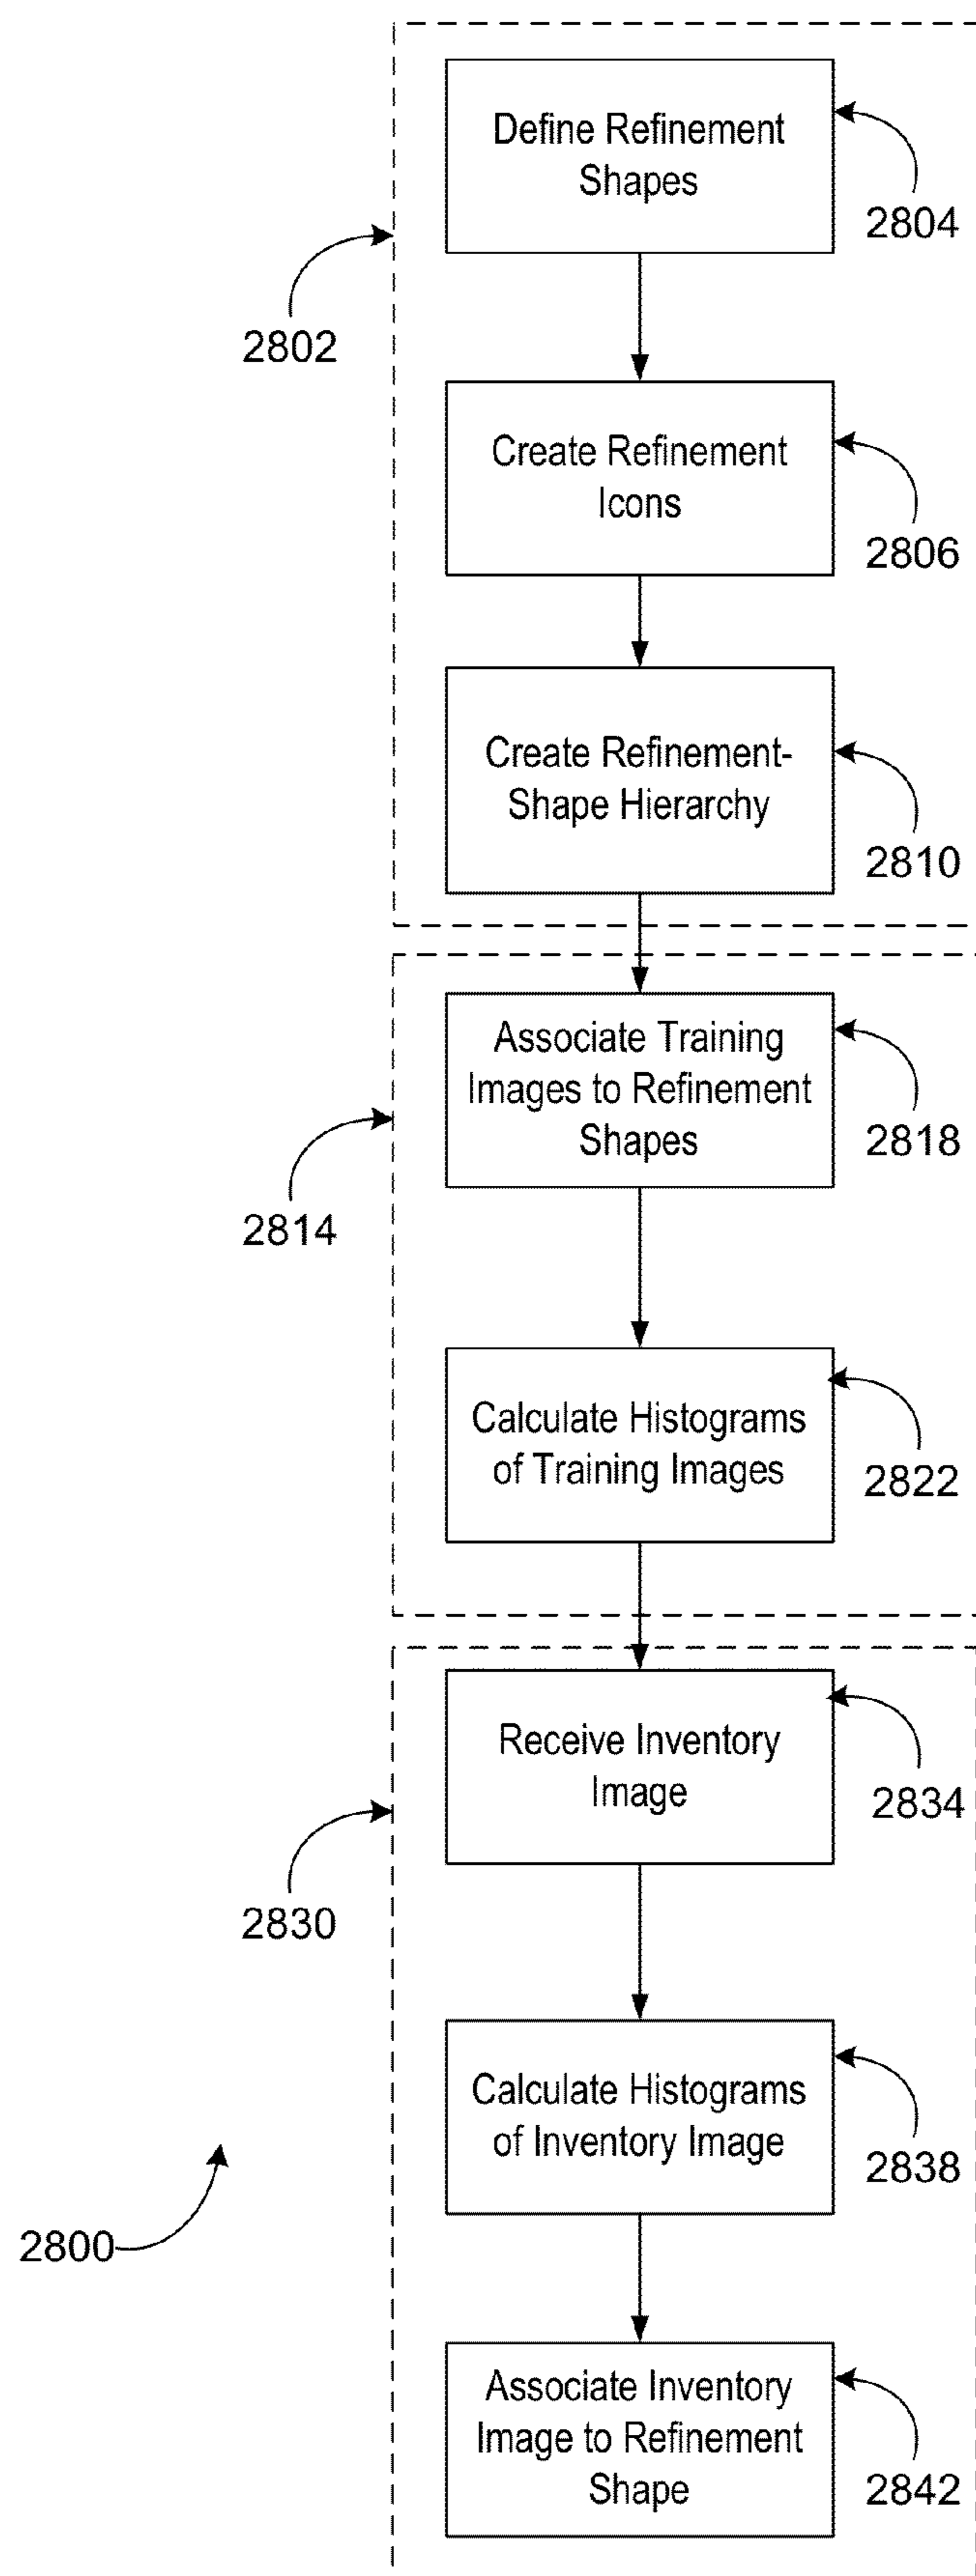 Define Refinement
Shapes
2804
2802
Create Refinement
Icons
2806
Create Refinement-
Shape Hierarchy
2810
Associate Training
Images to Refinement
Shapes
2818
2814
Calculate Histograms
of Training Images
2822
Receive Inventory
Image
2834
2830
Calculate Histograms
of Inventory Image
2838
2800
Associate Inventory
Image to Refinement
Shape
2842